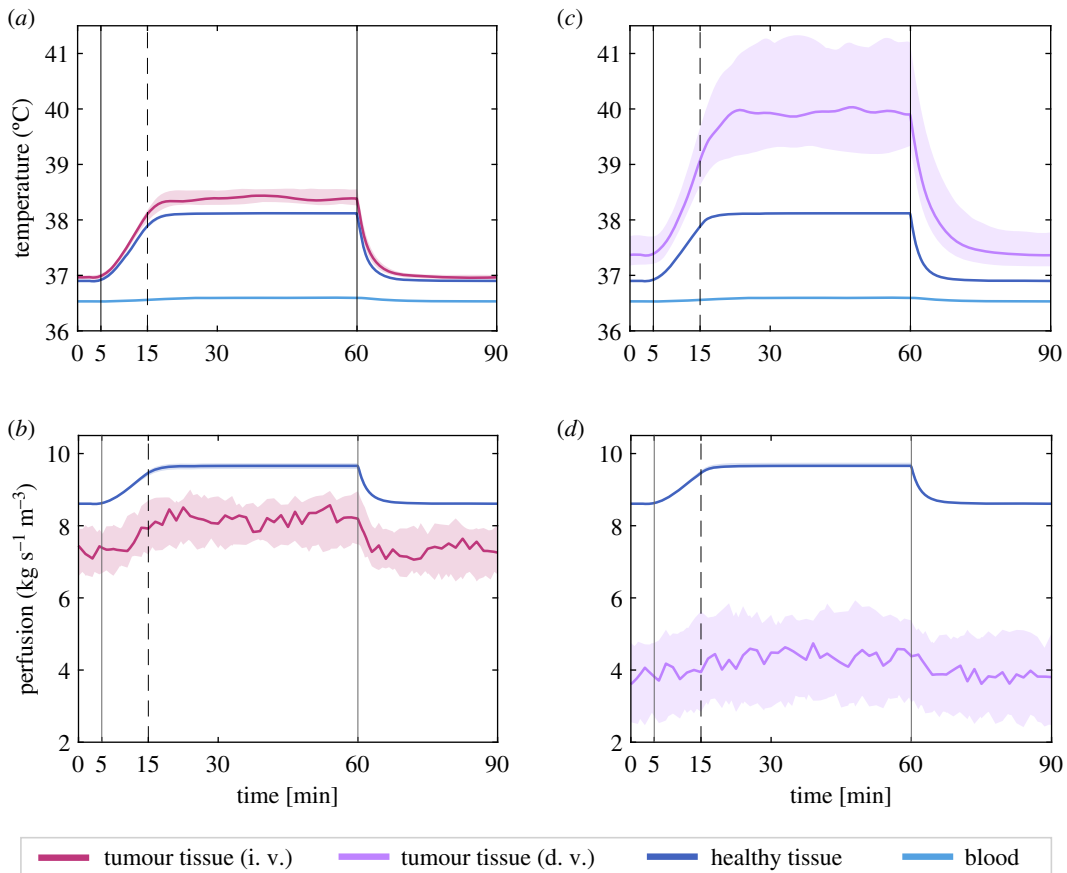 (a)
temperature (°C)
41
40
39
38
37
36
0 5 15 30 60 90
(c)
41
40
39
38
37
36
0 5 15 30 60 90
(b)
perfusion (kg s⁻¹ m⁻³)
10
8
6
4
2
0 5 15 30 60 90
time [min]
(d)
10
8
6
4
2
0 5 15 30 60 90
time [min]
tumour tissue (i. v.) tumour tissue (d. v.) healthy tissue blood